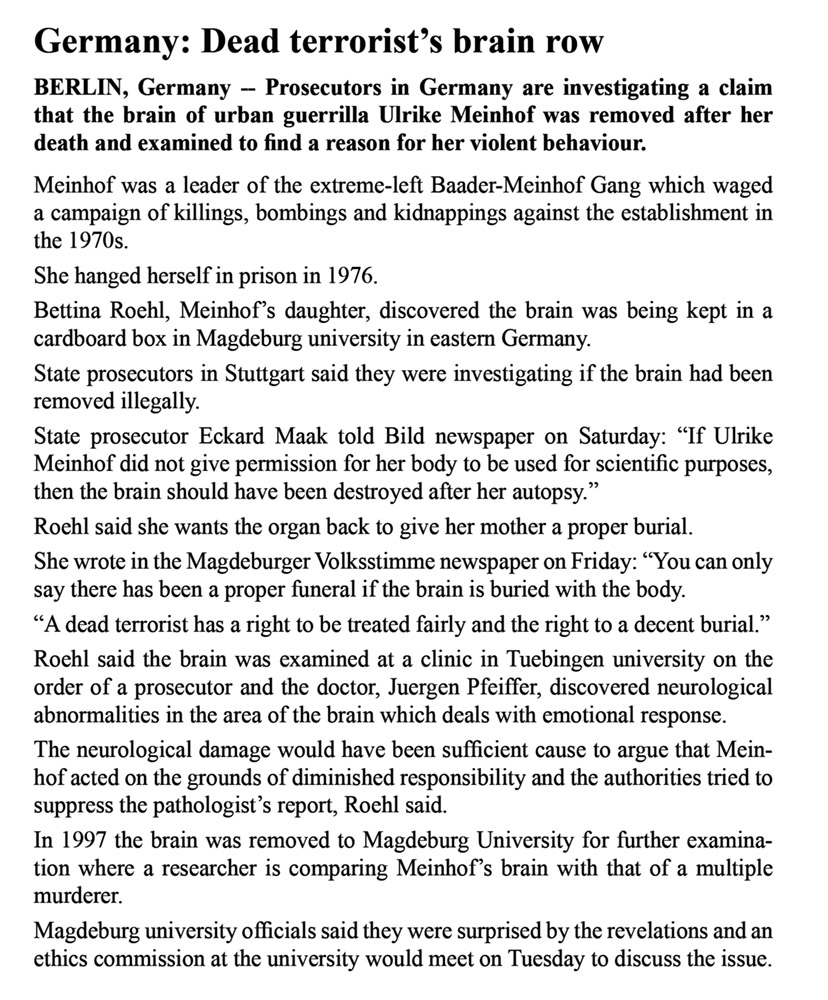 Germany: Dead terrorist’s brain row
BERLIN, Germany -- Prosecutors in Germany are investigating a claim
that the brain of urban guerrilla Ulrike Meinhof was removed after her
death and examined to find a reason for her violent behaviour.
Meinhof was a leader of the extreme-left Baader-Meinhof Gang which waged
a campaign of killings, bombings and kidnappings against the establishment in
the 1970s.
She hanged herself in prison in 1976.
Bettina Roehl, Meinhof’s daughter, discovered the brain was being kept in a
cardboard box in Magdeburg university in eastern Germany.
State prosecutors in Stuttgart said they were investigating if the brain had been
removed illegally.
State prosecutor Eckard Maak told Bild newspaper on Saturday: “If Ulrike
Meinhof did not give permission for her body to be used for scientific purposes,
then the brain should have been destroyed after her autopsy.”
Roehl said she wants the organ back to give her mother a proper burial.
She wrote in the Magdeburger Volksstimme newspaper on Friday: “You can only
say there has been a proper funeral if the brain is buried with the body.
“A dead terrorist has a right to be treated fairly and the right to a decent burial.”
Roehl said the brain was examined at a clinic in Tuebingen university on the
order of a prosecutor and the doctor, Juergen Pfeiffer, discovered neurological
abnormalities in the area of the brain which deals with emotional response.
The neurological damage would have been sufficient cause to argue that Mein-
hof acted on the grounds of diminished responsibility and the authorities tried to
suppress the pathologist’s report, Roehl said.
In 1997 the brain was removed to Magdeburg University for further examina-
tion where a researcher is comparing Meinhof’s brain with that of a multiple
murderer.
Magdeburg university officials said they were surprised by the revelations and an
ethics commission at the university would meet on Tuesday to discuss the issue.